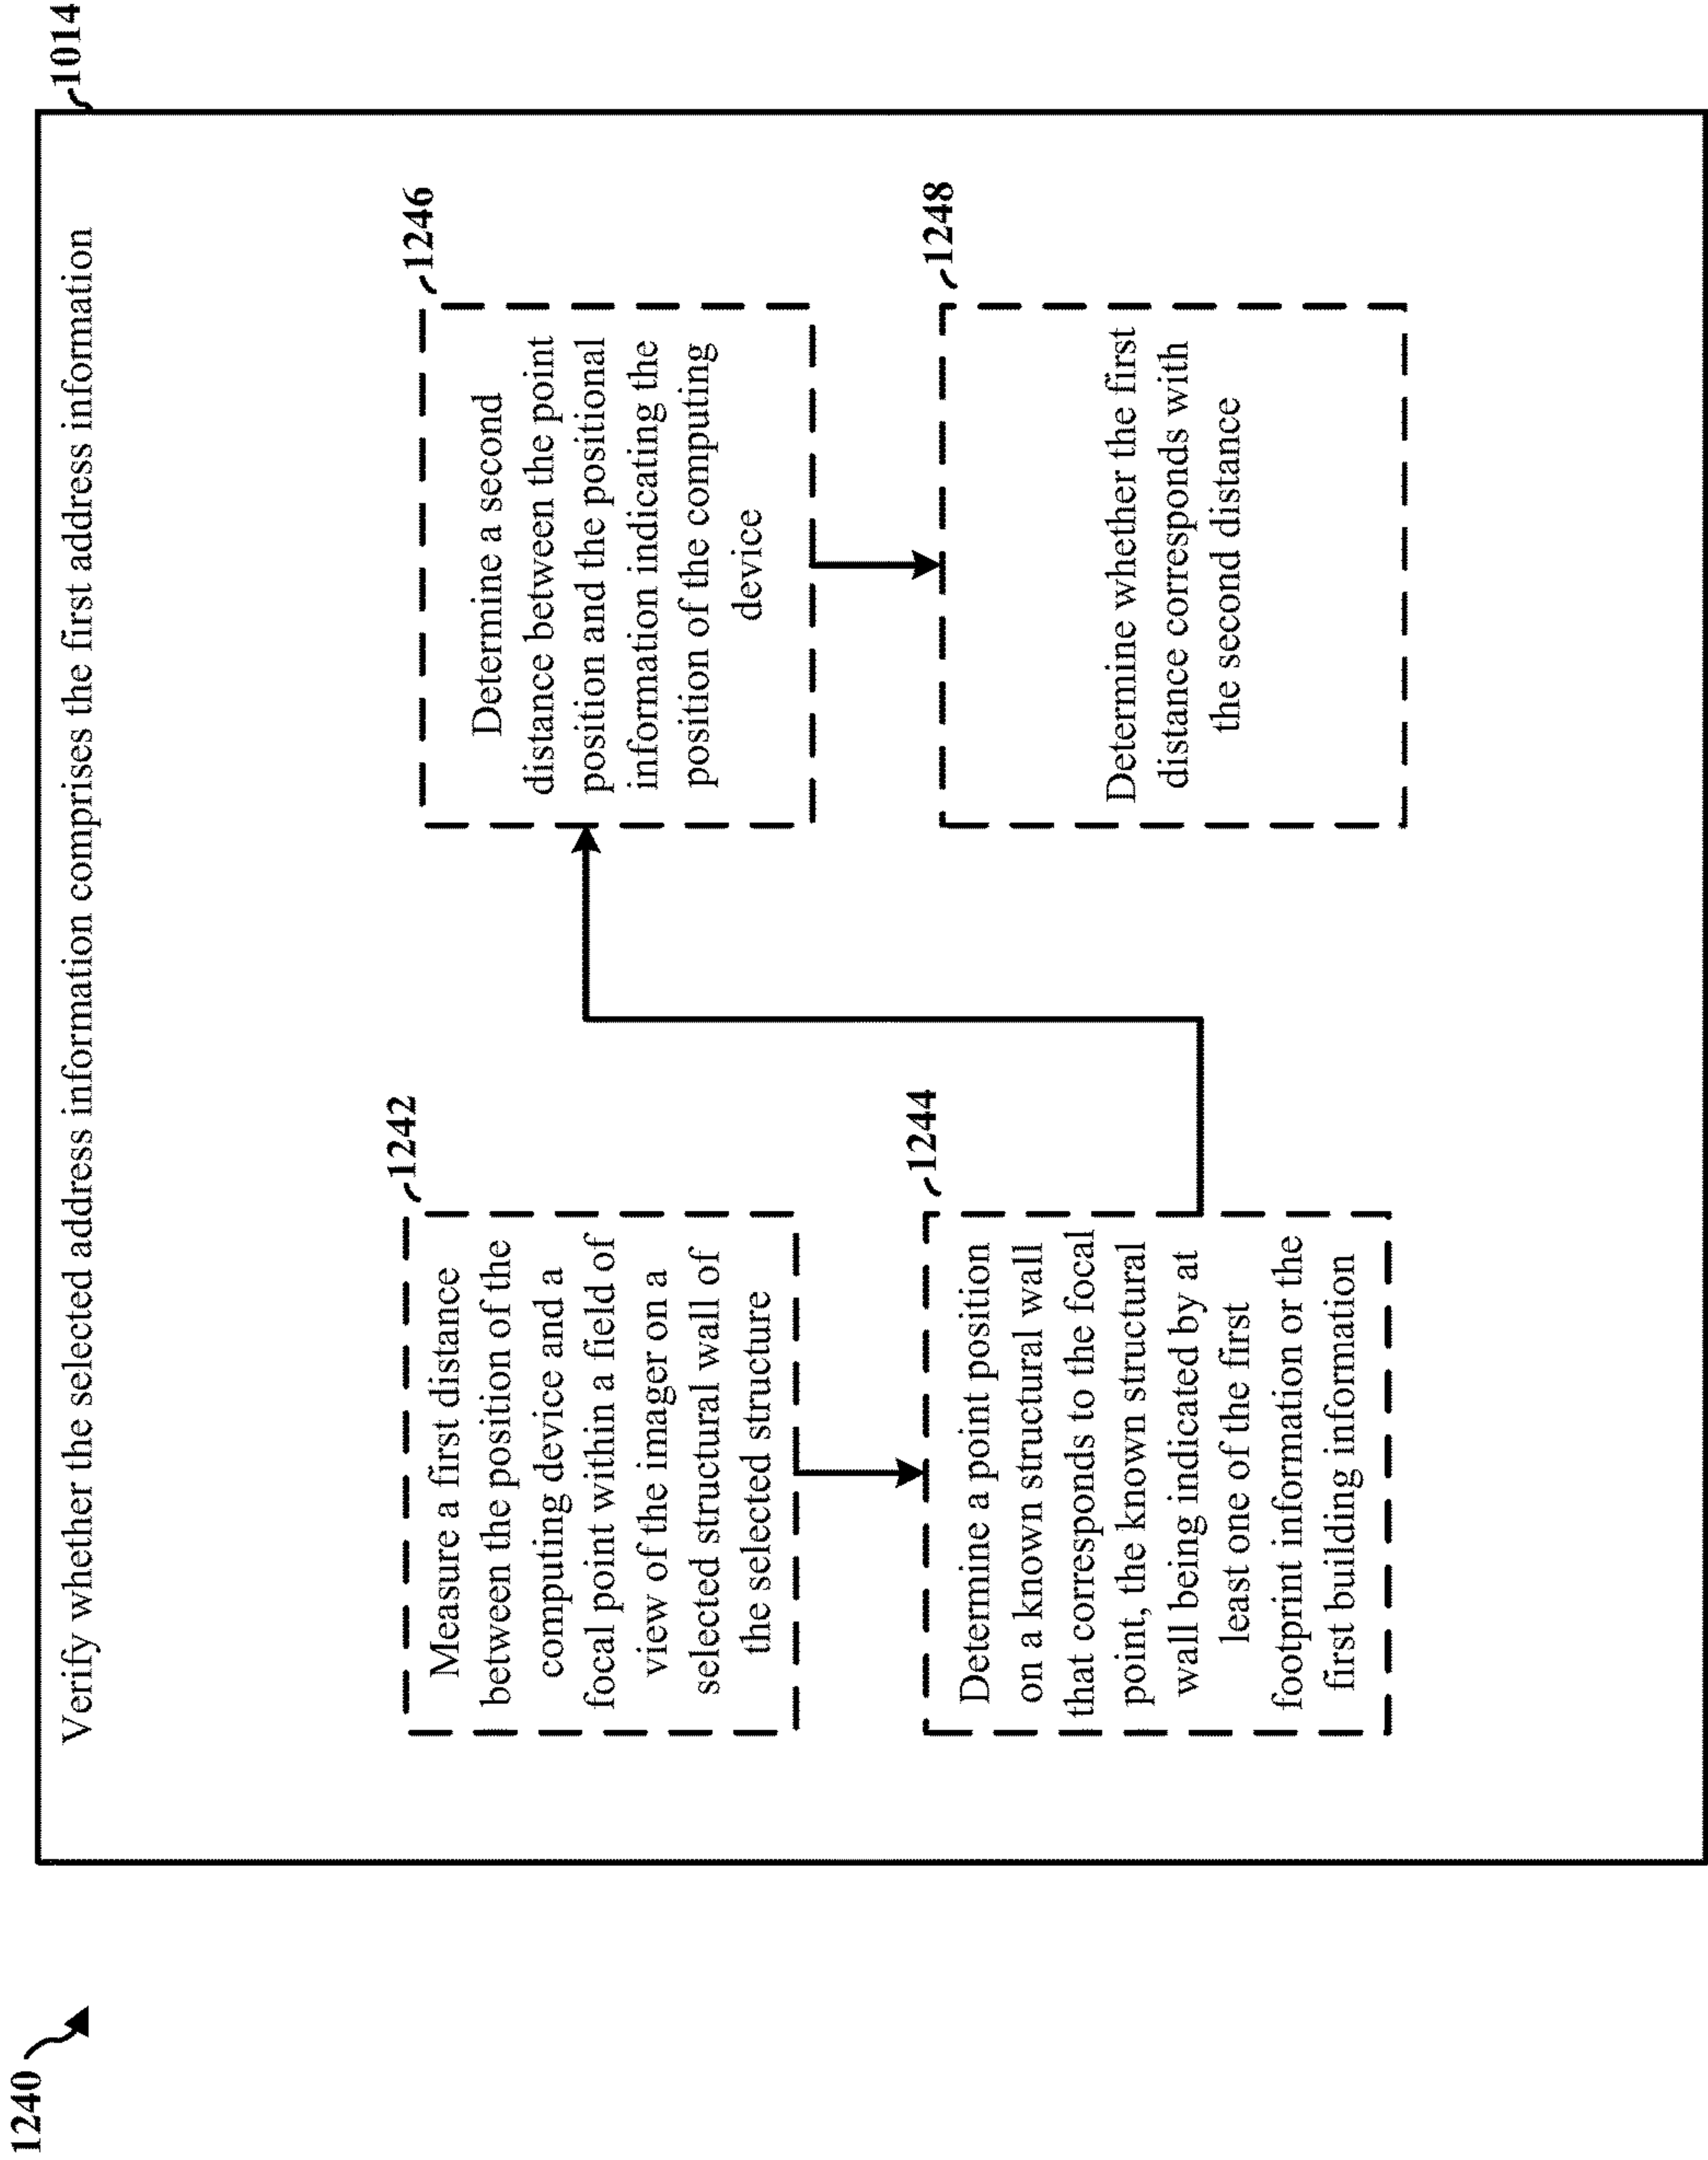 1240
1014
Verify whether the selected address information comprises the first address information
1242
Measure a first distance
between the position of the
computing device and a
focal point within a field of
view of the imager on a
selected structural wall of
the selected structure
1244
Determine a point position
on a known structural wall
that corresponds to the focal
point, the known structural
wall being indicated by at
least one of the first
footprint information or the
first building information
1246
Determine a second
distance between the point
position and the positional
information indicating the
position of the computing
device
1248
Determine whether the first
distance corresponds with
the second distance